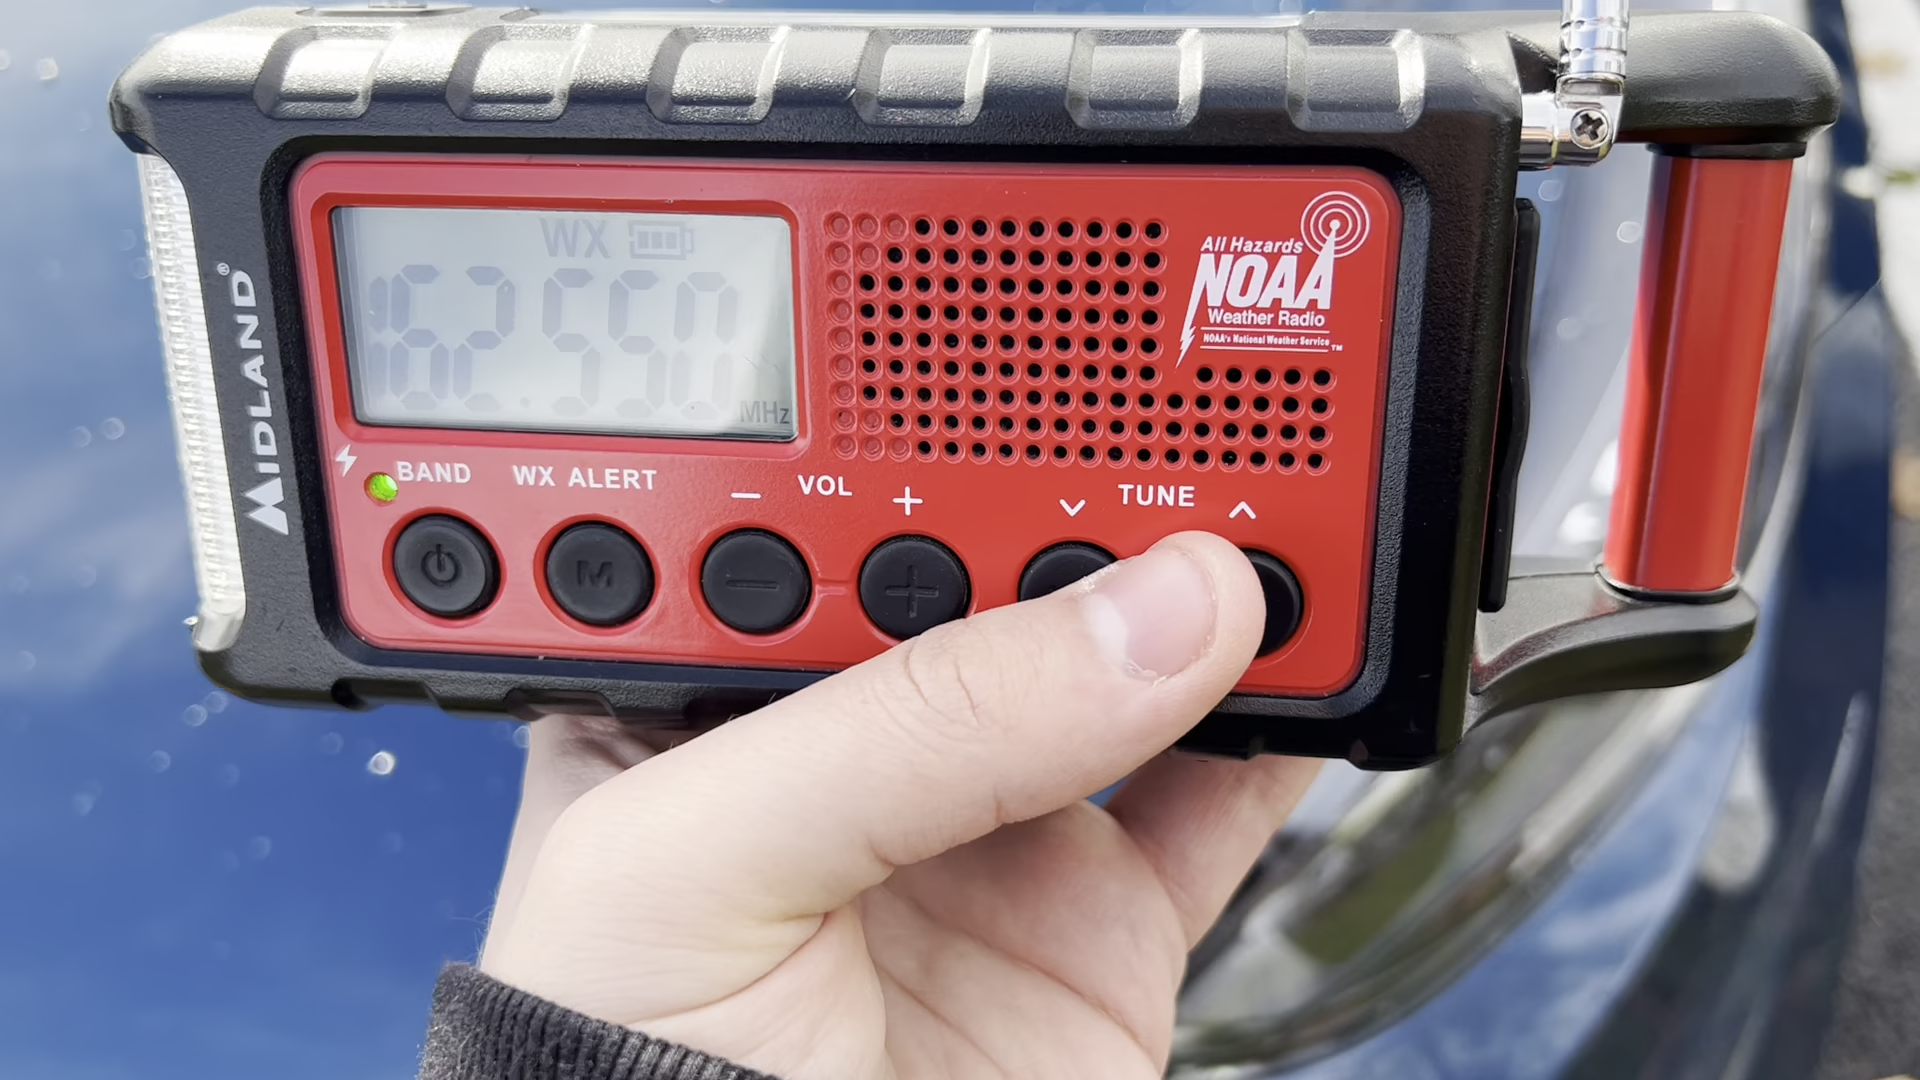 WX
162.550
MHz
All Hazards
NOAA
Weather Radio
NOAA's National Weather Service ™
MIDLAND®
BAND
WX ALERT
− VOL +
TUNE
M